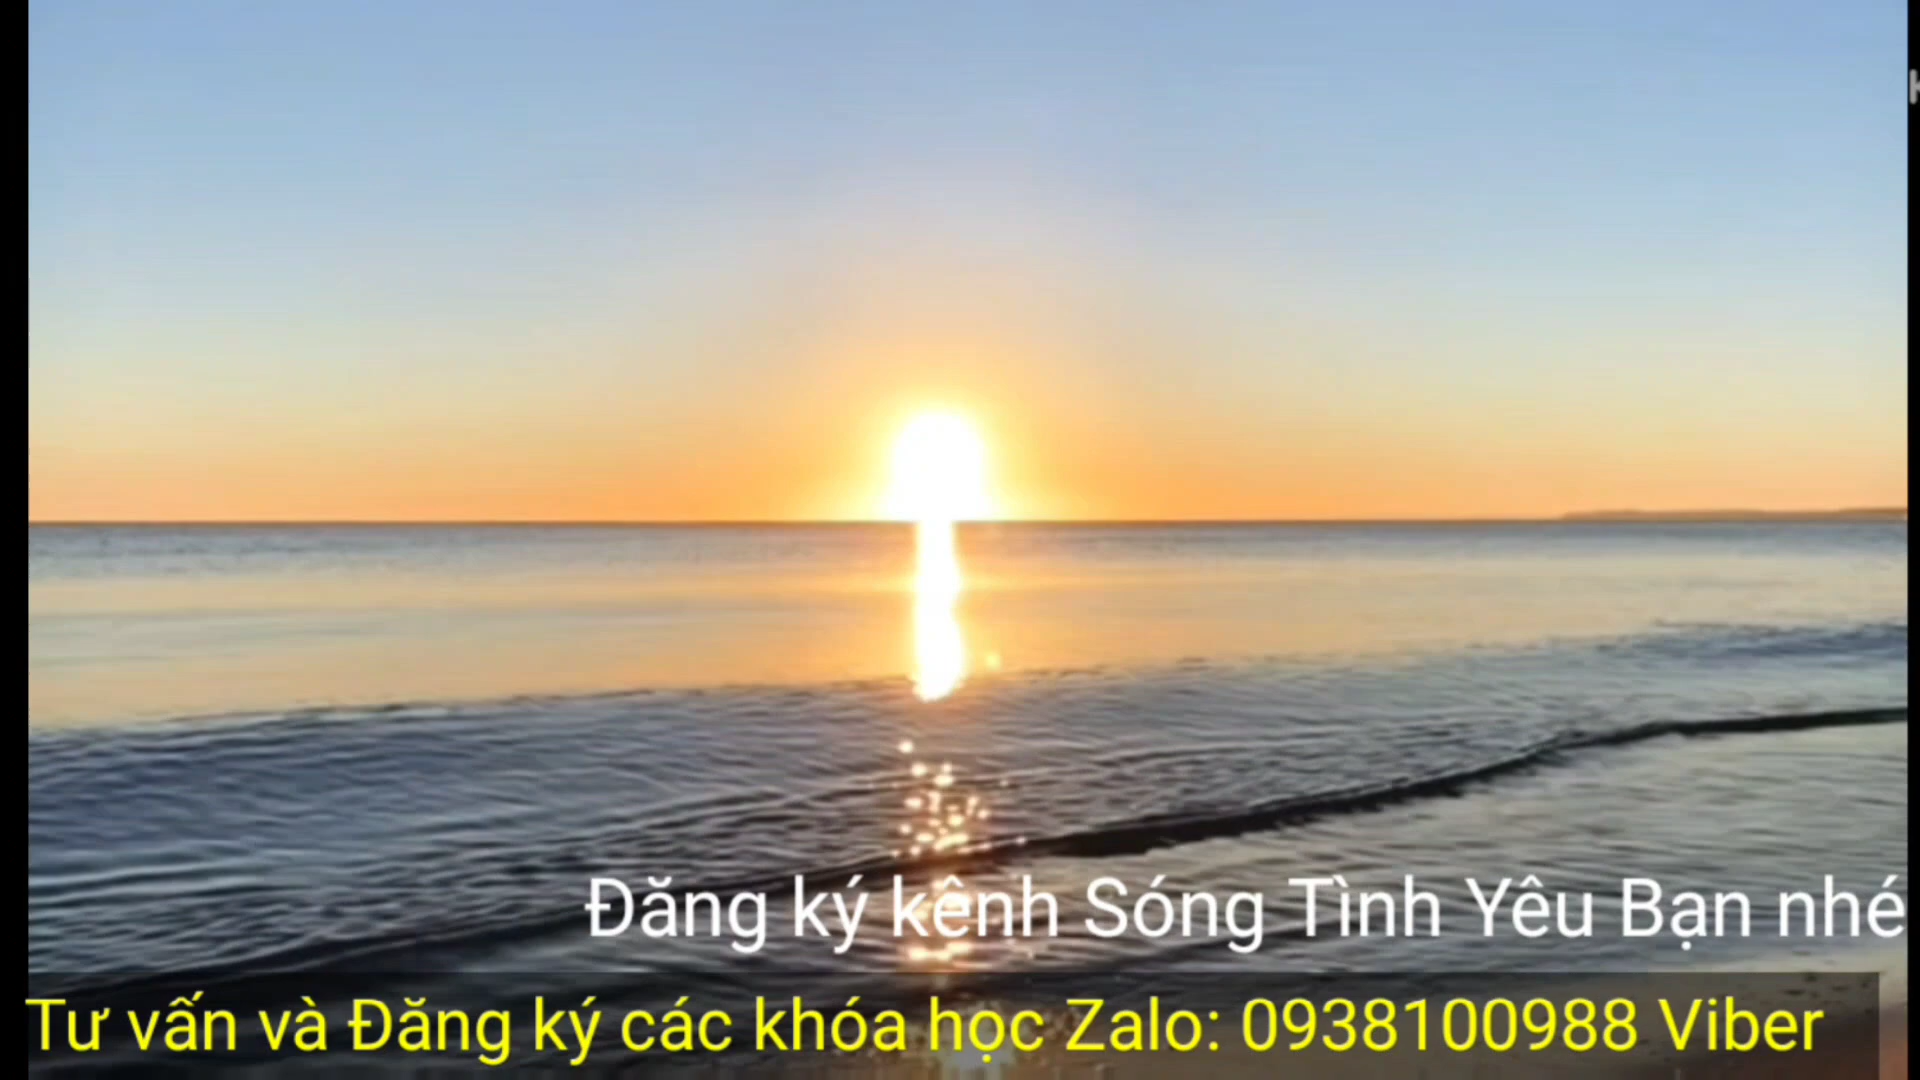 Đăng ký kênh Sóng Tình Yêu Bạn nhé
Tư vấn và Đăng ký các khóa học Zalo: 0938100988 Viber